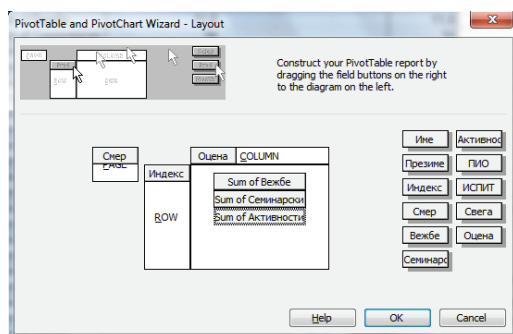 PivotTable and PivotChart Wizard - Layout
Construct your PivotTable report by
dragging the field buttons on the right
to the diagram on the left.
Смер
PAGE
Оцена COLUMN
Индекс
ROW
Sum of Вежбе
Sum of Семинарски
Sum of Активности
Име Активнос
Презиме ПИО
Индекс ИСПИТ
Смер Свега
Вежбе Оцена
Семинарс
Help OK Cancel